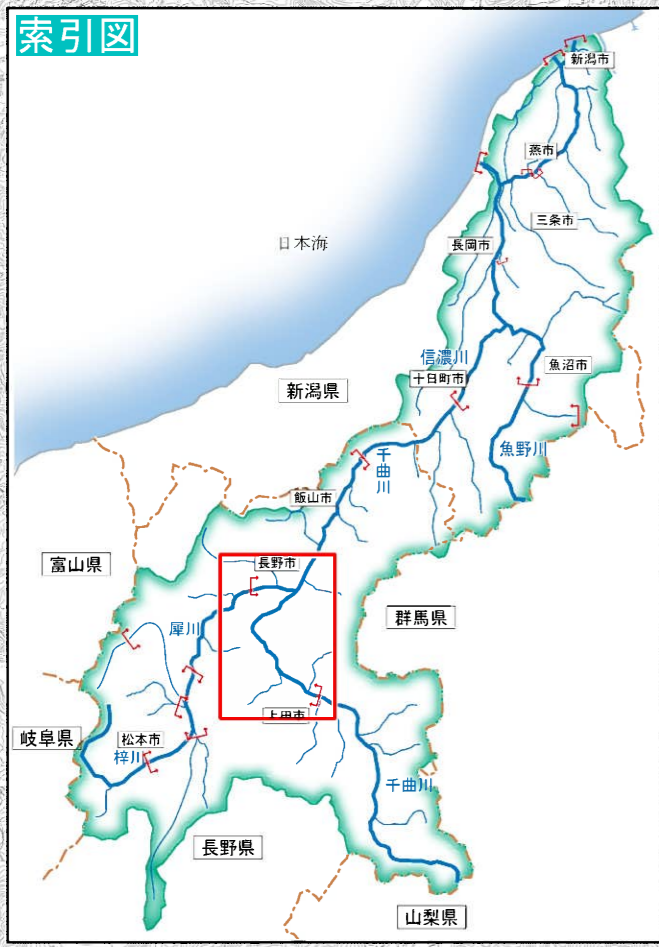 索引図
新潟市
燕市
三条市
日本海
長岡市
信濃川
魚沼市
十日町市
新潟県
魚野川
千曲川
飯山市
富山県
長野市
群馬県
犀川
上田市
岐阜県
松本市
梓川
千曲川
長野県
山梨県